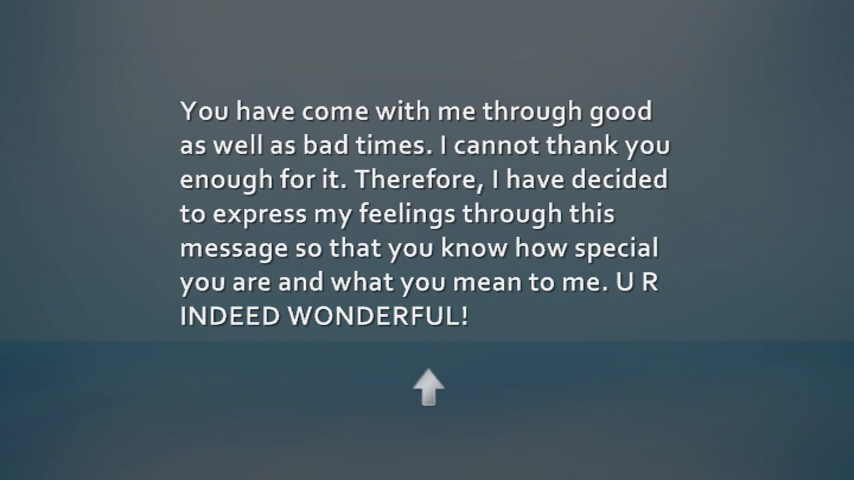 You have come with me through good
as well as bad times. I cannot thank you
enough for it. Therefore, I have decided
to express my feelings through this
message so that you know how special
you are and what you mean to me. U R
INDEED WONDERFUL!